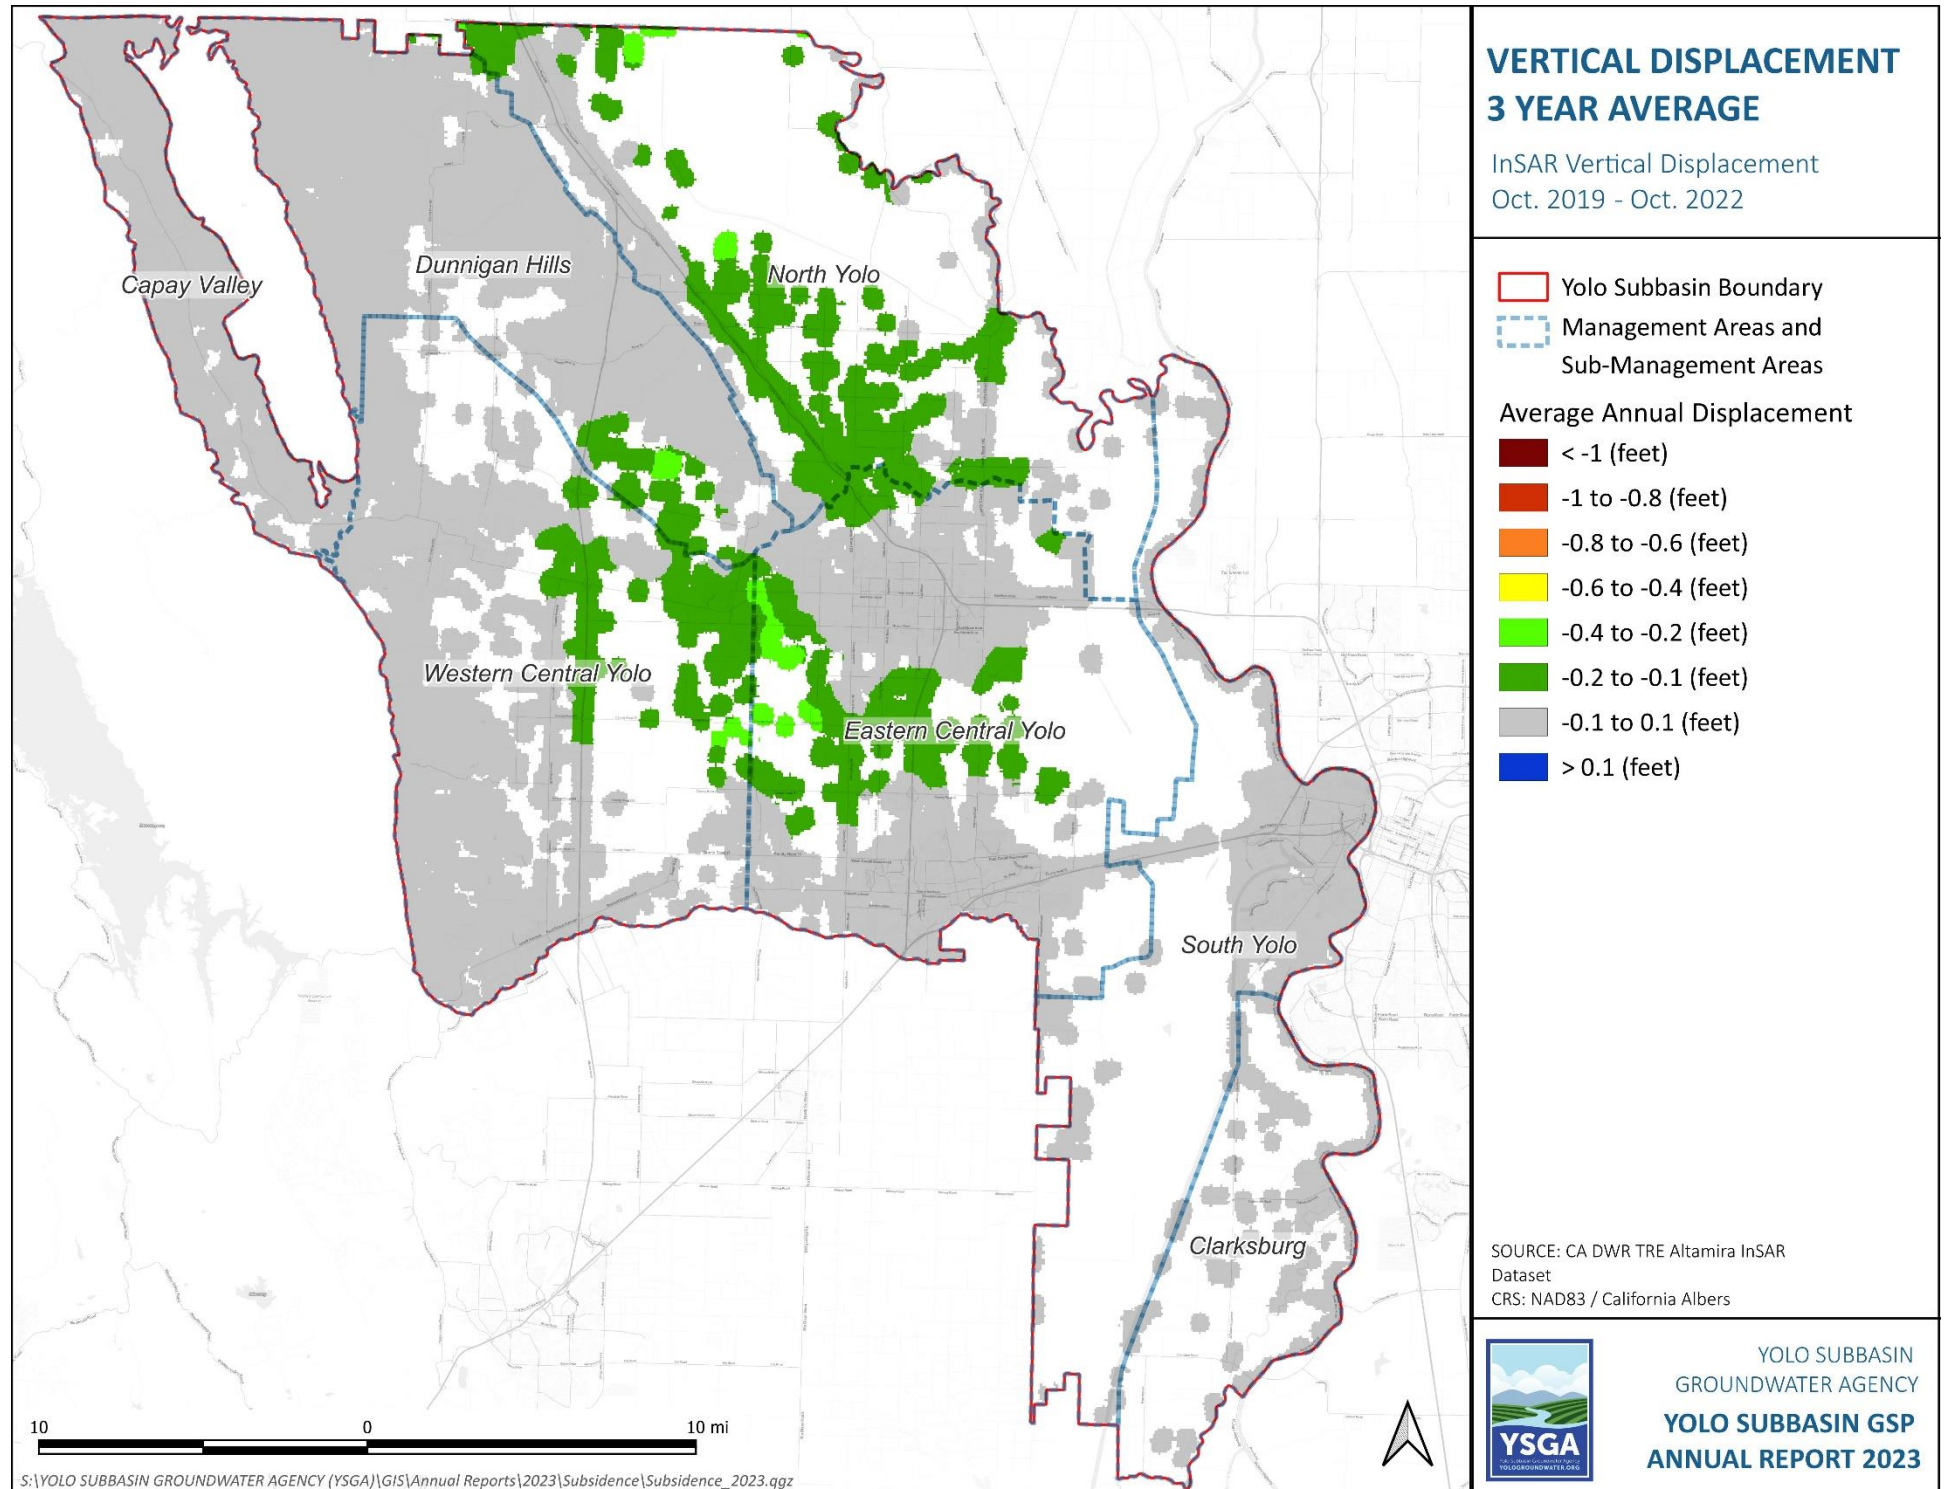 VERTICAL DISPLACEMENT
3 YEAR AVERAGE
InSAR Vertical Displacement
Oct. 2019 - Oct. 2022
Yolo Subbasin Boundary
Management Areas and
Sub-Management Areas
Average Annual Displacement
< -1 (feet)
-1 to -0.8 (feet)
-0.8 to -0.6 (feet)
-0.6 to -0.4 (feet)
-0.4 to -0.2 (feet)
-0.2 to -0.1 (feet)
-0.1 to 0.1 (feet)
> 0.1 (feet)
Capay Valley
Dunnigan Hills
North Yolo
Western Central Yolo
Eastern Central Yolo
South Yolo
Clarksburg
10
0
10 mi
S:\YOLO SUBBASIN GROUNDWATER AGENCY (YSGA)\GIS\Annual Reports\2023\Subsidence\Subsidence_2023.qgz
SOURCE: CA DWR TRE Altamira InSAR
Dataset
CRS: NAD83 / California Albers
YSGA
Yolo Subbasin Groundwater Agency
YOLOGROUNDWATER.ORG
YOLO SUBBASIN
GROUNDWATER AGENCY
YOLO SUBBASIN GSP
ANNUAL REPORT 2023